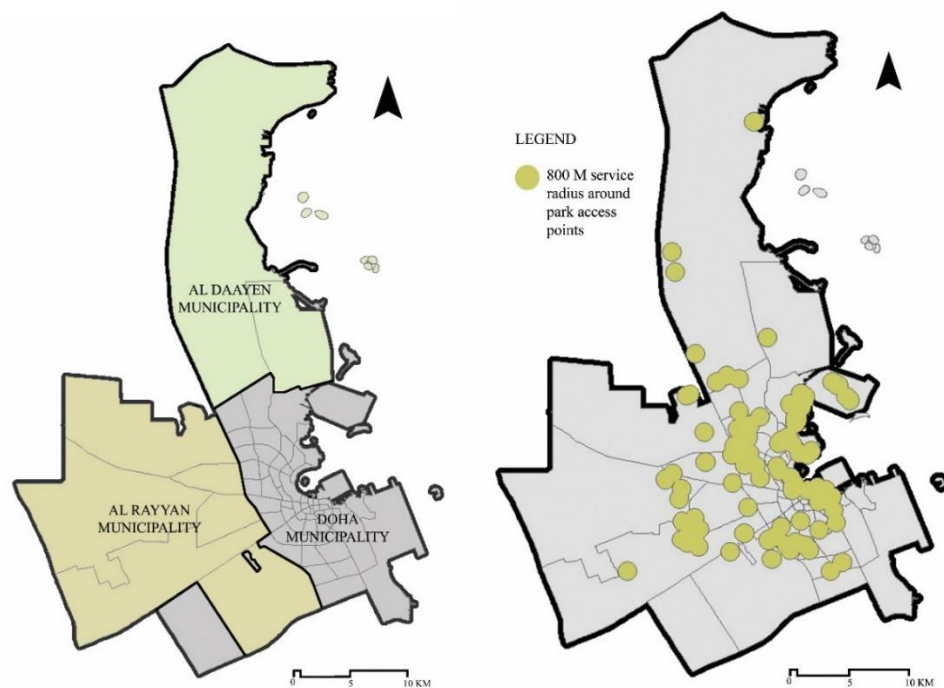 AL DAAYEN
MUNICIPALITY
AL RAYYAN
MUNICIPALITY
DOHA
MUNICIPALITY
0 5 10 KM
LEGEND
800 M service
radius around
park access
points
0 5 10 KM